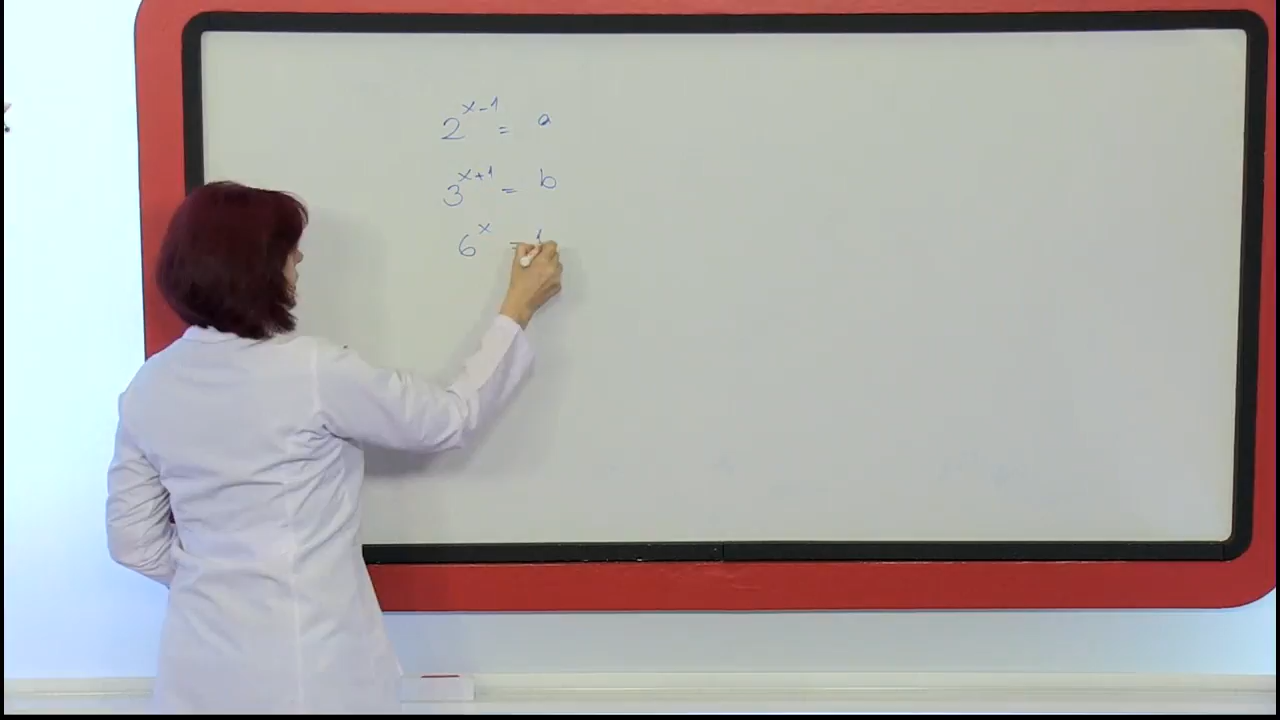 2^{x-1} = a
3^{x+1} = b
6^x =